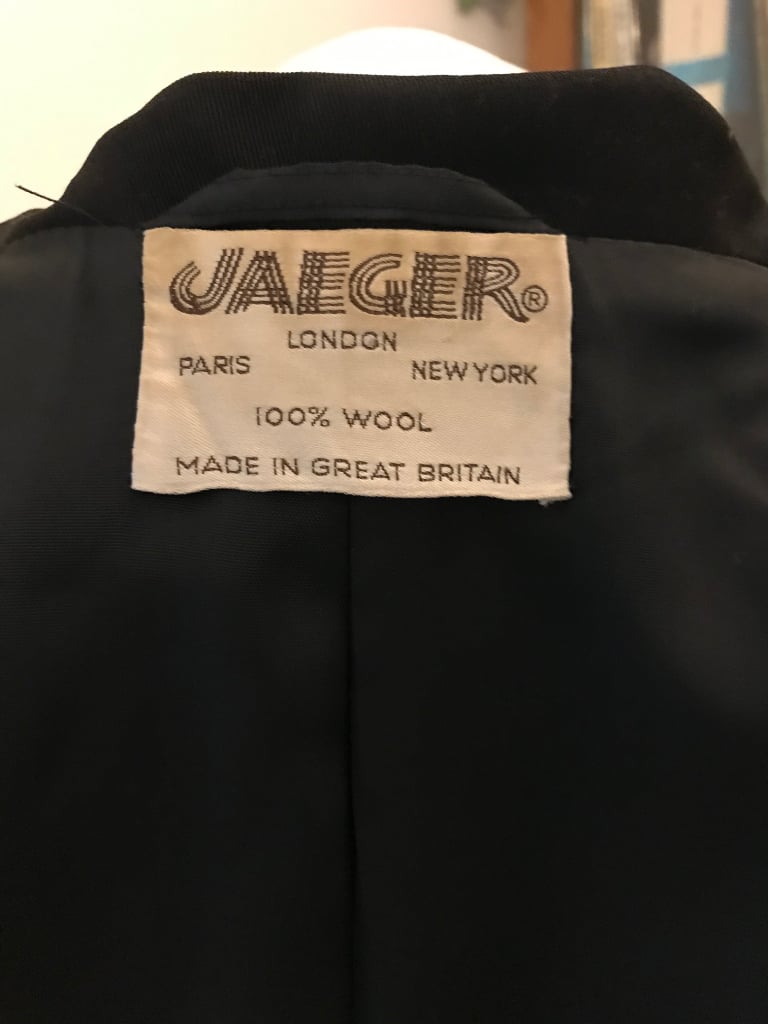 JAEGER®
LONDON
PARIS NEW YORK
100% WOOL
MADE IN GREAT BRITAIN